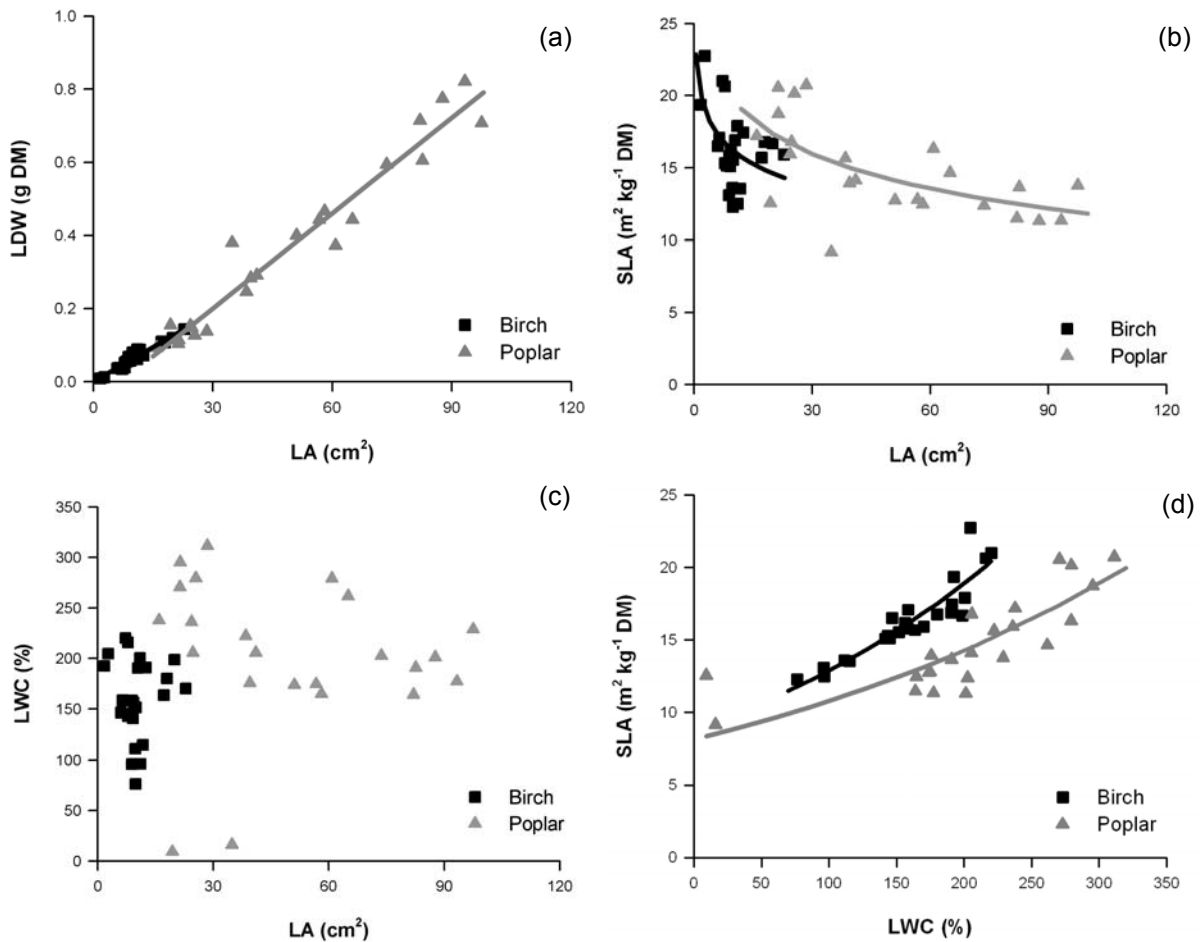 (a)
1.0
0.8
0.6
0.4
0.2
0.0
LDW (g DM)
0 30 60 90 120
LA (cm²)
Birch
Poplar
(b)
25
20
15
10
5
0
SLA (m² kg⁻¹ DM)
0 30 60 90 120
LA (cm²)
Birch
Poplar
(c)
350
300
250
200
150
100
50
0
LWC (%)
0 30 60 90 120
LA (cm²)
Birch
Poplar
(d)
25
20
15
10
5
0
SLA (m² kg⁻¹ DM)
0 50 100 150 200 250 300 350
LWC (%)
Birch
Poplar